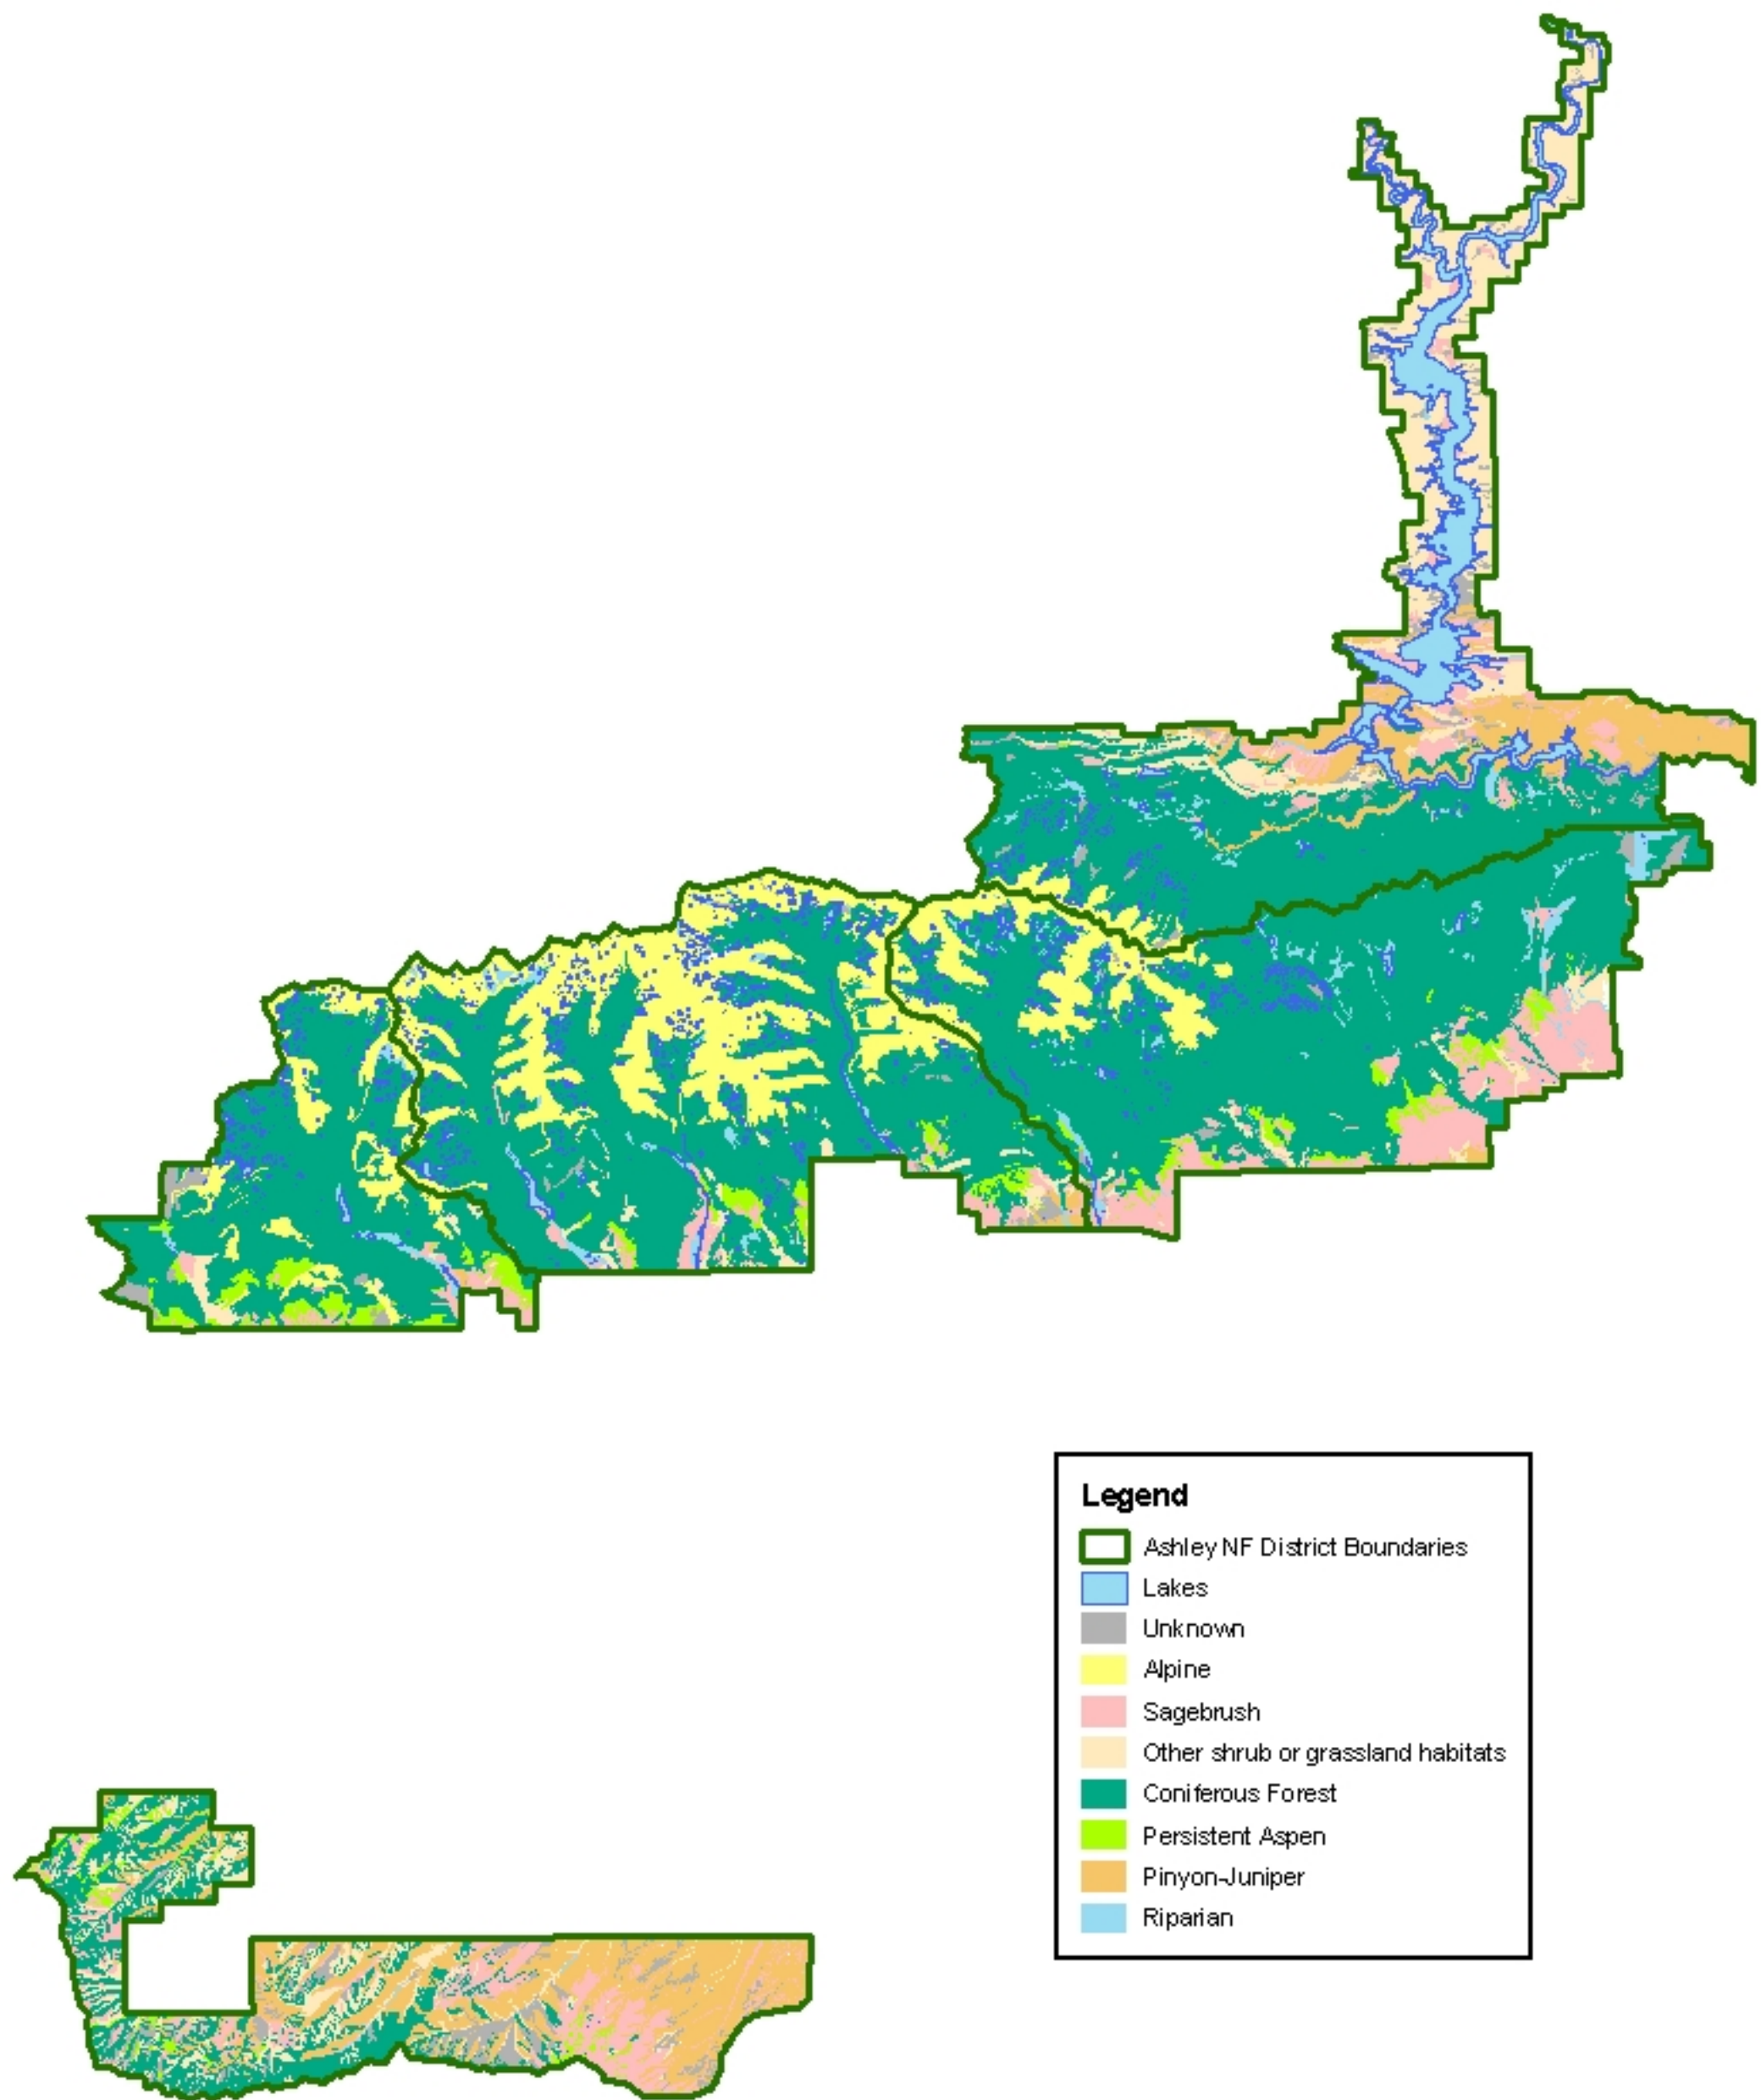 Legend
Ashley NF District Boundaries
Lakes
Unknown
Alpine
Sagebrush
Other shrub or grassland habitats
Coniferous Forest
Persistent Aspen
Pinyon-Juniper
Riparian